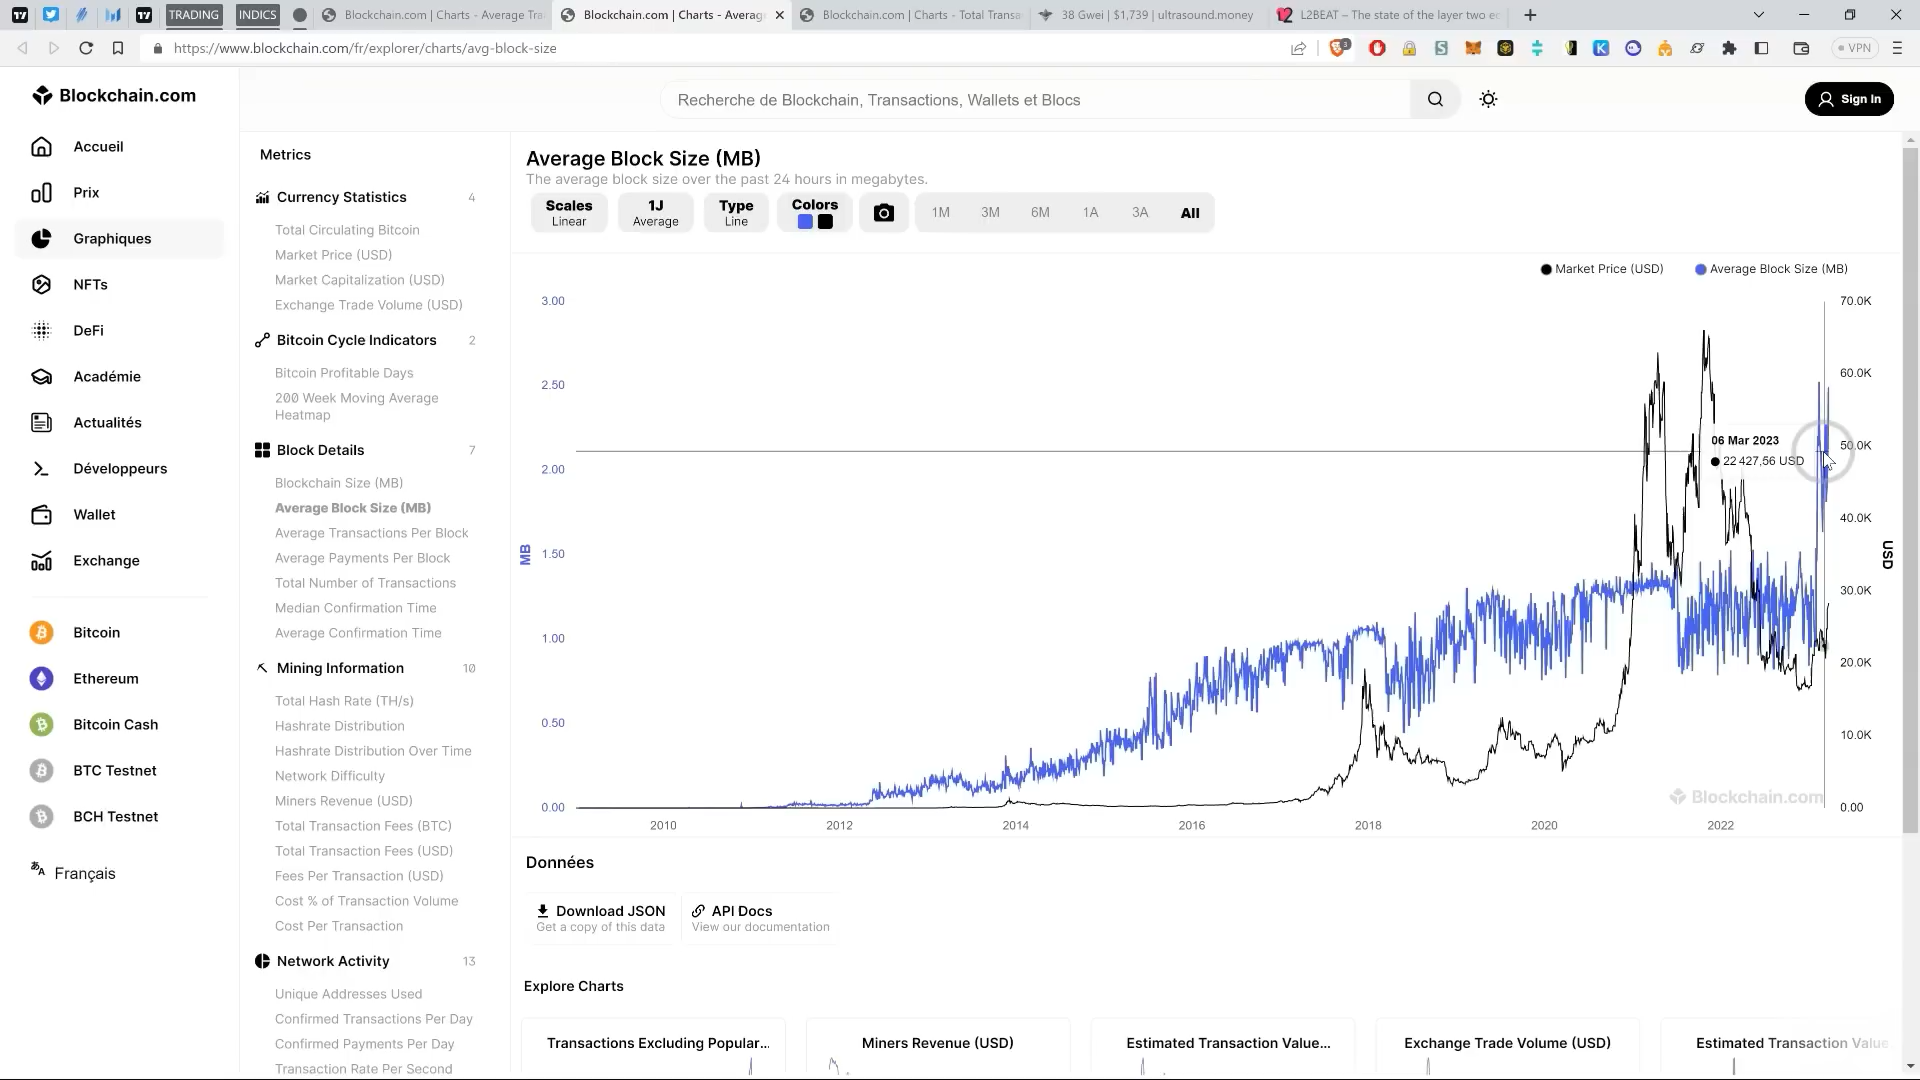 TRADING
INDICS
Blockchain.com | Charts - Average Tra
Blockchain.com | Charts - Average
Blockchain.com | Charts - Total Transa
38 Gwei | $1,739 | ultrasound.money
L2BEAT – The state of the layer two ec
https://www.blockchain.com/fr/explorer/charts/avg-block-size
3
VPN
Blockchain.com
Recherche de Blockchain, Transactions, Wallets et Blocs
Sign In
Accueil
Prix
Graphiques
NFTs
DeFi
Académie
Actualités
Développeurs
Wallet
Exchange
Bitcoin
Ethereum
Bitcoin Cash
BTC Testnet
BCH Testnet
Français
Metrics
Currency Statistics 4
Total Circulating Bitcoin
Market Price (USD)
Market Capitalization (USD)
Exchange Trade Volume (USD)
Bitcoin Cycle Indicators 2
Bitcoin Profitable Days
200 Week Moving Average
Heatmap
Block Details 7
Blockchain Size (MB)
Average Block Size (MB)
Average Transactions Per Block
Average Payments Per Block
Total Number of Transactions
Median Confirmation Time
Average Confirmation Time
Mining Information 10
Total Hash Rate (TH/s)
Hashrate Distribution
Hashrate Distribution Over Time
Network Difficulty
Miners Revenue (USD)
Total Transaction Fees (BTC)
Total Transaction Fees (USD)
Fees Per Transaction (USD)
Cost % of Transaction Volume
Cost Per Transaction
Network Activity 13
Unique Addresses Used
Confirmed Transactions Per Day
Confirmed Payments Per Day
Transaction Rate Per Second
Average Block Size (MB)
The average block size over the past 24 hours in megabytes.
Scales
Linear
1J
Average
Type
Line
Colors
1M 3M 6M 1A 3A All
Market Price (USD) Average Block Size (MB)
3.00
2.50
2.00
1.50
1.00
0.50
0.00
MB
70.0K
60.0K
50.0K
40.0K
30.0K
20.0K
10.0K
0.00
USD
06 Mar 2023
22 427,56 USD
Blockchain.com
2010 2012 2014 2016 2018 2020 2022
Données
Download JSON
Get a copy of this data
API Docs
View our documentation
Explore Charts
Transactions Excluding Popular...
Miners Revenue (USD)
Estimated Transaction Value...
Exchange Trade Volume (USD)
Estimated Transaction Value